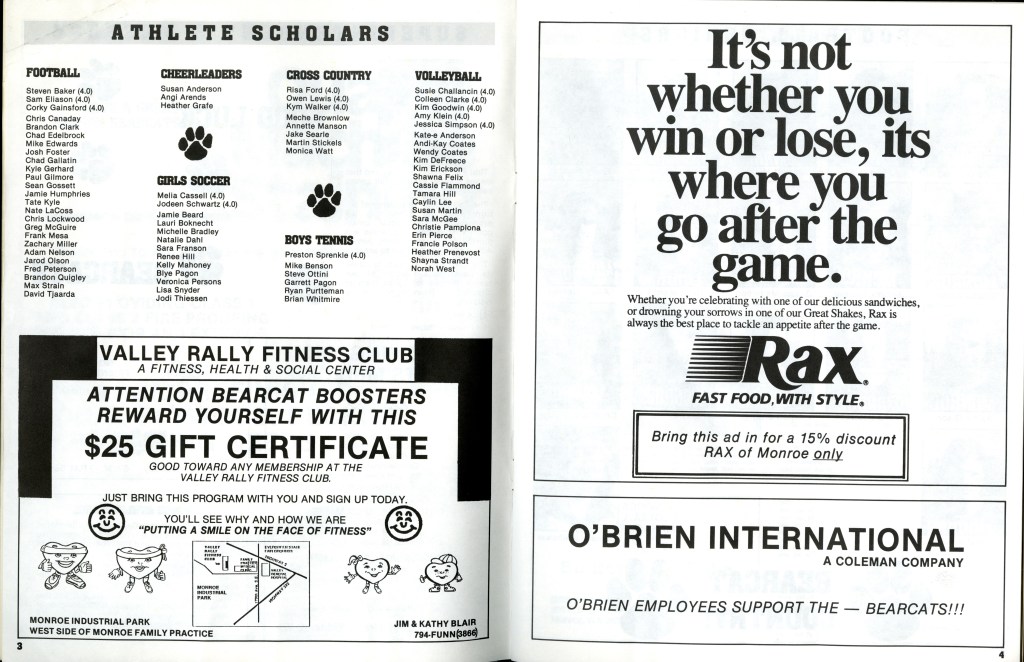 ATHLETE SCHOLARS
FOOTBALL
Steven Baker (4.0)
Sam Eliason (4.0)
Corky Gainsford (4.0)
Chris Canaday
Brandon Clark
Chad Edelbrock
Mike Edwards
Josh Foster
Chad Gallatin
Kyle Gerhard
Paul Gilmore
Sean Gossett
Jamie Humphries
Tate Kyle
Nate LaCoss
Chris Lockwood
Greg McGuire
Frank Mesa
Zachary Miller
Adam Nelson
Jarod Olson
Fred Peterson
Brandon Quigley
Max Strain
David Tjaarda
CHEERLEADERS
Susan Anderson
Angi Arends
Heather Grafe
GIRLS SOCCER
Melia Cassell (4.0)
Jodeen Schwartz (4.0)
Jamie Beard
Lauri Boknecht
Michelle Bradley
Natalie Dahl
Sara Franson
Renee Hill
Kelly Mahoney
Blye Pagon
Veronica Persons
Lisa Snyder
Jodi Thiessen
CROSS COUNTRY
Risa Ford (4.0)
Owen Lewis (4.0)
Kym Walker (4.0)
Meche Brownlow
Annette Manson
Jake Searle
Martin Stickels
Monica Watt
BOYS TENNIS
Preston Sprenkle (4.0)
Mike Benson
Steve Ottini
Garrett Pagon
Ryan Purtteman
Brian Whitmire
VOLLEYBALL
Susie Challancin (4.0)
Colleen Clarke (4.0)
Kim Goodwin (4.0)
Amy Klein (4.0)
Jessica Simpson (4.0)
Kate-e Anderson
Andi-Kay Coates
Wendy Coates
Kim DeFreece
Kim Erickson
Shawna Felix
Cassie Flammond
Tamara Hill
Caylin Lee
Susan Martin
Sara McGee
Christie Pamplona
Erin Pierce
Francie Polson
Heather Prenevost
Shayna Strandt
Norah West
VALLEY RALLY FITNESS CLUB
A FITNESS, HEALTH & SOCIAL CENTER
ATTENTION BEARCAT BOOSTERS
REWARD YOURSELF WITH THIS
$25 GIFT CERTIFICATE
GOOD TOWARD ANY MEMBERSHIP AT THE
VALLEY RALLY FITNESS CLUB.
JUST BRING THIS PROGRAM WITH YOU AND SIGN UP TODAY.
YOU'LL SEE WHY AND HOW WE ARE
"PUTTING A SMILE ON THE FACE OF FITNESS"
VALLEY
RALLY
FITNESS
CLUB
EVERGREEN STATE
FAIRGROUNDS
MONROE
INDUSTRIAL
PARK
MONROE INDUSTRIAL PARK
WEST SIDE OF MONROE FAMILY PRACTICE
JIM & KATHY BLAIR
794-FUNN(3866)
3
It's not
whether you
win or lose, its
where you
go after the
game.
Whether you're celebrating with one of our delicious sandwiches,
or drowning your sorrows in one of our Great Shakes, Rax is
always the best place to tackle an appetite after the game.
Rax®
FAST FOOD, WITH STYLE®
Bring this ad in for a 15% discount
RAX of Monroe only
O'BRIEN INTERNATIONAL
A COLEMAN COMPANY
O'BRIEN EMPLOYEES SUPPORT THE — BEARCATS!!!
4